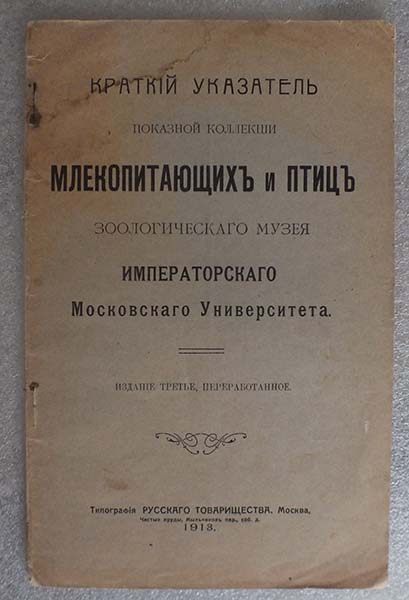 КРАТКІЙ УКАЗАТЕЛЬ
ПОКАЗНОЙ КОЛЛЕКЦІИ
МЛЕКОПИТАЮЩИХЪ и ПТИЦЪ
ЗООЛОГИЧЕСКАГО МУЗЕЯ
ИМПЕРАТОРСКАГО
Московскаго Университета.
ИЗДАНІЕ ТРЕТЬЕ, ПЕРЕРАБОТАННОЕ.
Типографія РУССКАГО ТОВАРИЩЕСТВА. Москва,
Чистые пруды, Мыльниковъ пер., соб. д.
1913.